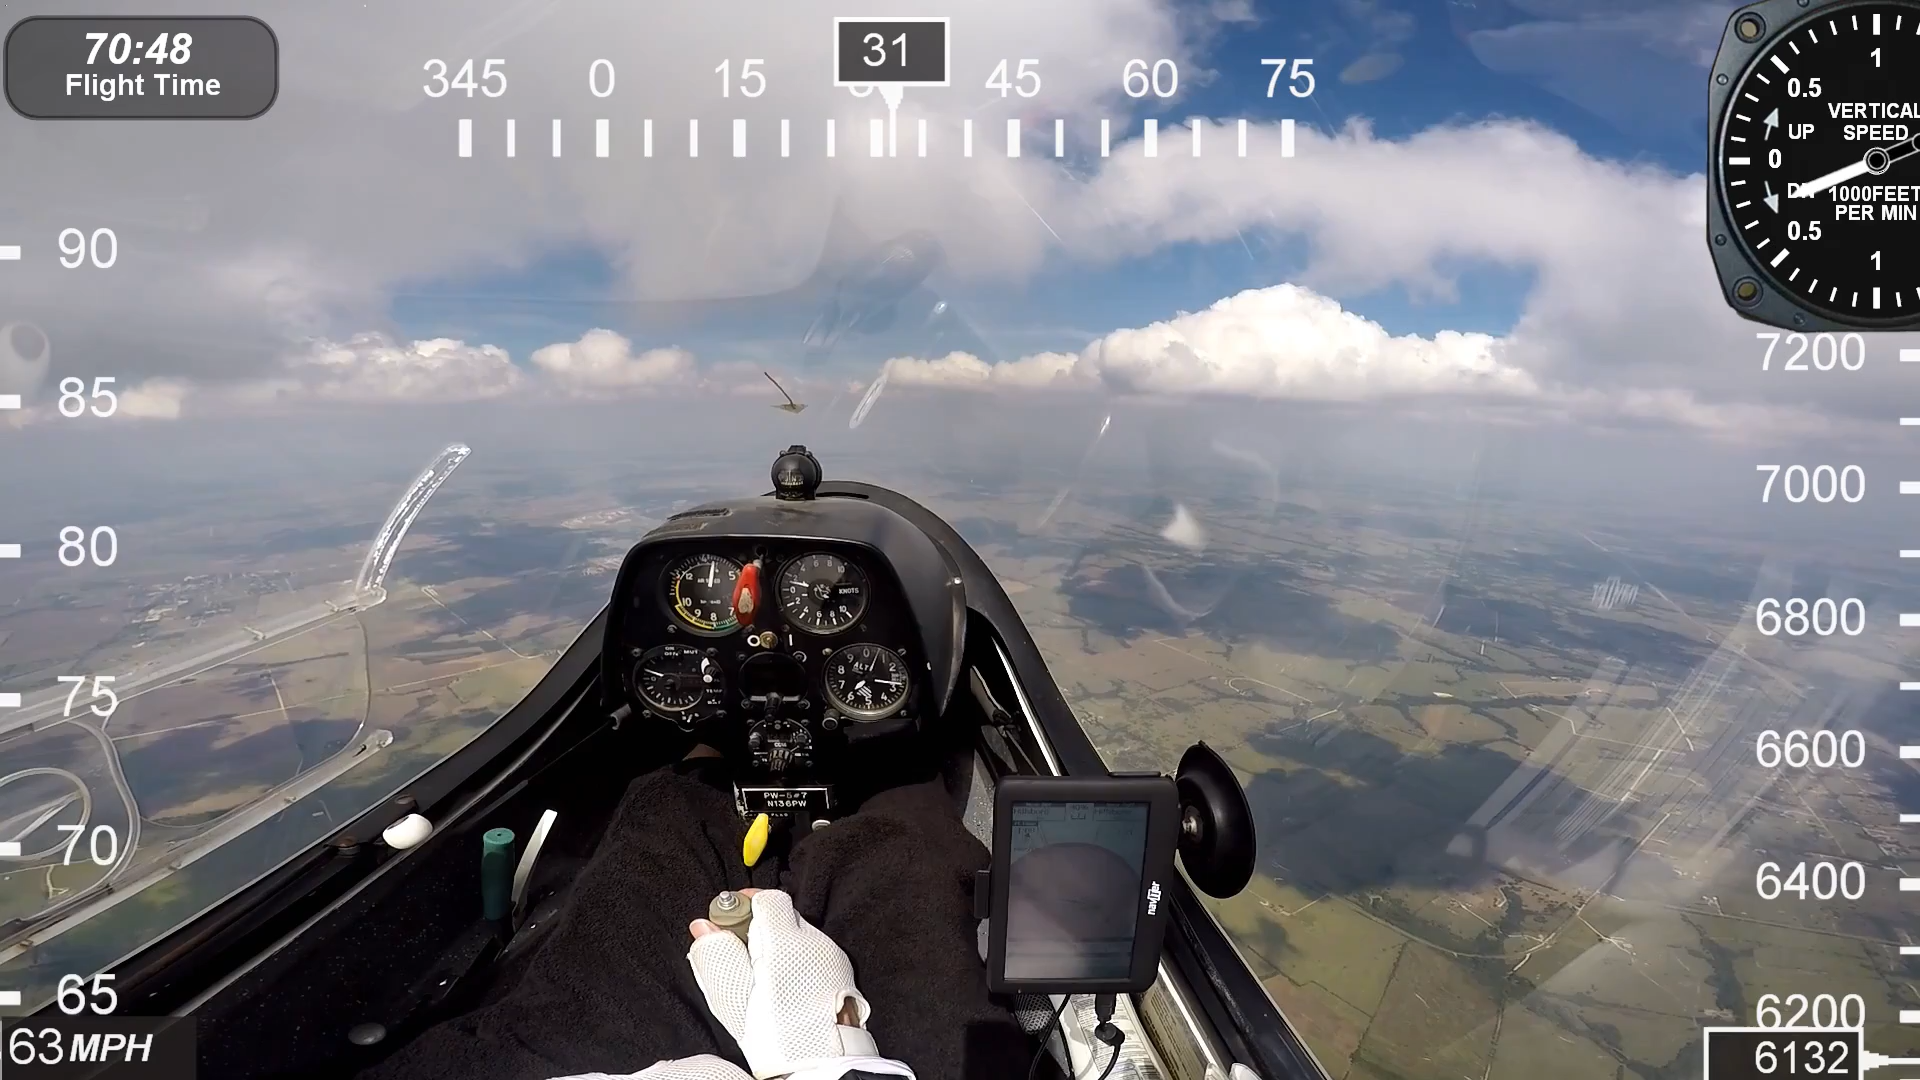 70:48
Flight Time
31
345 0 15 45 60 75
1
0.5
VERTICAL
UP SPEED
0
DN 1000FEET
PER MIN
0.5
1
90
85
80
75
70
65
63 MPH
7200
7000
6800
6600
6400
6200
6132
KNOTS
ALT
PW-5#7
N136PW
naviter